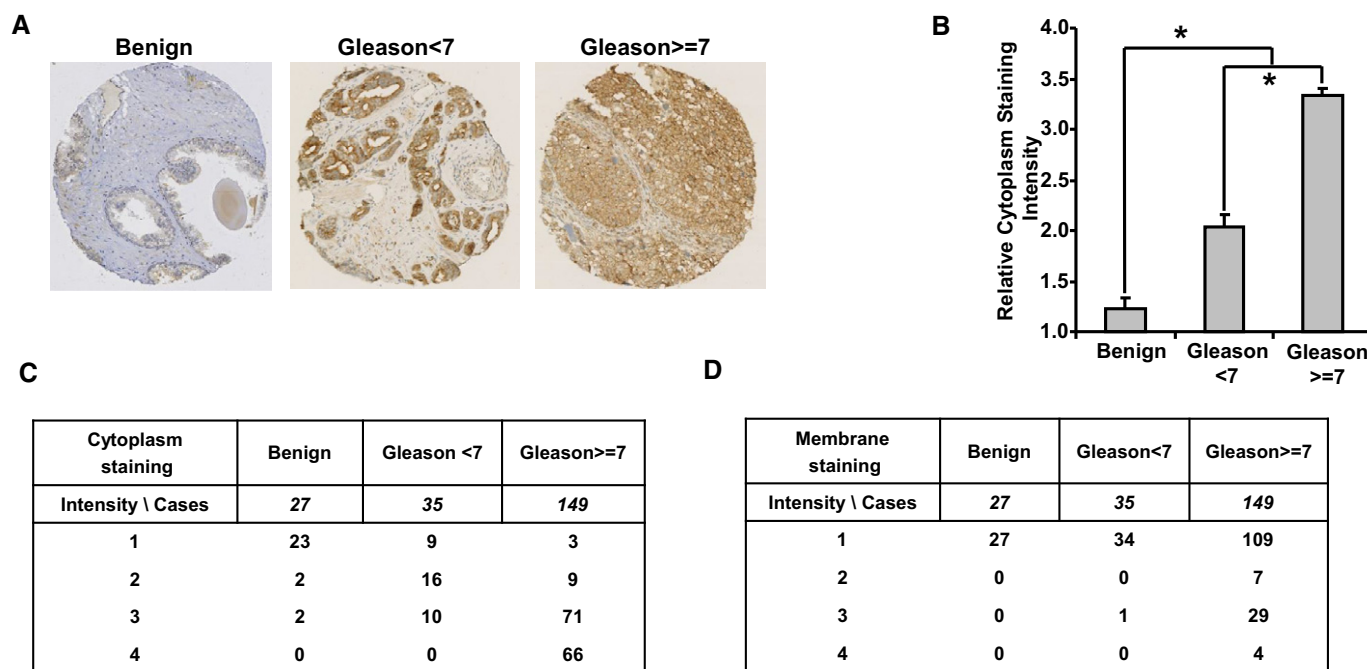 A
Benign
Gleason<7
Gleason>=7
B
Relative Cytoplasm Staining
Intensity
4.0
3.5
3.0
2.5
2.0
1.5
1.0
*
*
Benign
Gleason
<7
Gleason
>=7
C
Cytoplasm
staining
Benign
Gleason <7
Gleason>=7
Intensity \ Cases 27 35 149
1 23 9 3
2 2 16 9
3 2 10 71
4 0 0 66
D
Membrane
staining
Benign
Gleason<7
Gleason>=7
Intensity \ Cases 27 35 149
1 27 34 109
2 0 0 7
3 0 1 29
4 0 0 4